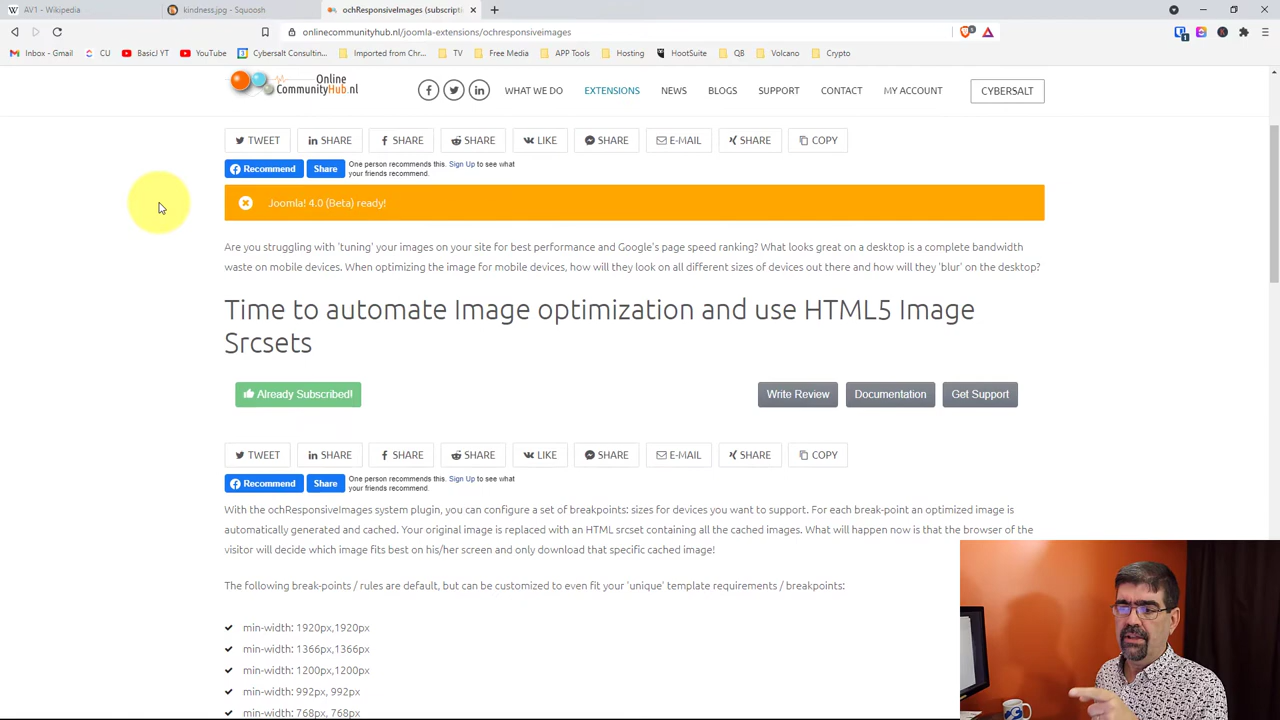 AV1 - Wikipedia
kindness.jpg - Squoosh
ochResponsiveImages (subscripti
onlinecommunityhub.nl/joomla-extensions/ochresponsiveimages
Inbox - Gmail
CU
BasicJ YT
YouTube
Cybersalt Consultin...
Imported from Chr...
TV
Free Media
APP Tools
Hosting
HootSuite
QB
Volcano
Crypto
Online
CommunityHub.nl
WHAT WE DO
EXTENSIONS
NEWS
BLOGS
SUPPORT
CONTACT
MY ACCOUNT
CYBERSALT
TWEET
SHARE
SHARE
SHARE
LIKE
SHARE
E-MAIL
SHARE
COPY
Recommend
Share
One person recommends this. Sign Up to see what
your friends recommend.
Joomla! 4.0 (Beta) ready!
Are you struggling with 'tuning' your images on your site for best performance and Google's page speed ranking? What looks great on a desktop is a complete bandwidth
waste on mobile devices. When optimizing the image for mobile devices, how will they look on all different sizes of devices out there and how will they 'blur' on the desktop?
Time to automate Image optimization and use HTML5 Image
Srcsets
Already Subscribed!
Write Review
Documentation
Get Support
TWEET
SHARE
SHARE
SHARE
LIKE
SHARE
E-MAIL
SHARE
COPY
Recommend
Share
One person recommends this. Sign Up to see what
your friends recommend.
With the ochResponsiveImages system plugin, you can configure a set of breakpoints: sizes for devices you want to support. For each break-point an optimized image is
automatically generated and cached. Your original image is replaced with an HTML srcset containing all the cached images. What will happen now is that the browser of the
visitor will decide which image fits best on his/her screen and only download that specific cached image!
The following break-points / rules are default, but can be customized to even fit your 'unique' template requirements / breakpoints:
min-width: 1920px,1920px
min-width: 1366px,1366px
min-width: 1200px,1200px
min-width: 992px, 992px
min-width: 768px, 768px